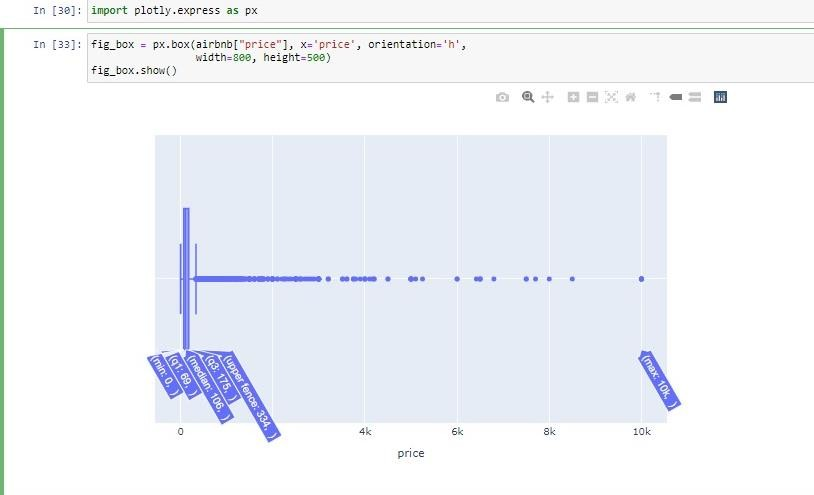 In [30]: import plotly.express as px
In [33]: fig_box = px.box(airbnb["price"], x='price', orientation='h',
width=800, height=500)
fig_box.show()
(min: 0, )
(q1: 69, )
(median: 106, )
(q3: 175, )
(upper fence: 334, )
(max: 10k, )
0 4k 6k 8k 10k
price